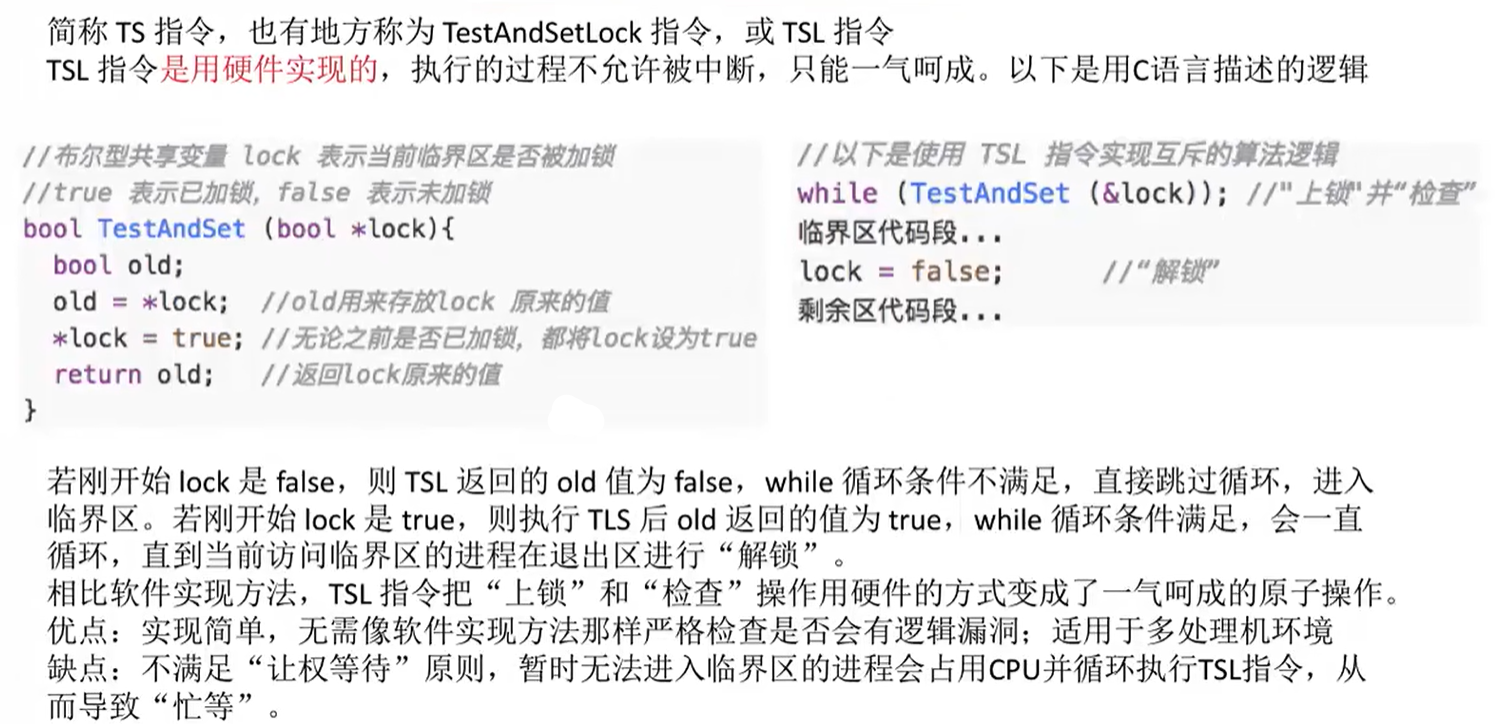 简称 TS 指令，也有地方称为 TestAndSetLock 指令，或 TSL 指令
TSL 指令是用硬件实现的，执行的过程不允许被中断，只能一气呵成。以下是用C语言描述的逻辑
//布尔型共享变量 lock 表示当前临界区是否被加锁
//true 表示已加锁，false 表示未加锁
bool TestAndSet (bool *lock){
bool old;
old = *lock; //old用来存放lock 原来的值
*lock = true; //无论之前是否已加锁，都将lock设为true
return old; //返回lock原来的值
}
//以下是使用 TSL 指令实现互斥的算法逻辑
while (TestAndSet (&lock)); //"上锁"并“检查”
临界区代码段...
lock = false; //“解锁”
剩余区代码段...
若刚开始 lock 是 false，则 TSL 返回的 old 值为 false，while 循环条件不满足，直接跳过循环，进入
临界区。若刚开始 lock 是 true，则执行 TLS 后 old 返回的值为 true，while 循环条件满足，会一直
循环，直到当前访问临界区的进程在退出区进行“解锁”。
相比软件实现方法，TSL 指令把“上锁”和“检查”操作用硬件的方式变成了一气呵成的原子操作。
优点：实现简单，无需像软件实现方法那样严格检查是否会有逻辑漏洞；适用于多处理机环境
缺点：不满足“让权等待”原则，暂时无法进入临界区的进程会占用CPU并循环执行TSL指令，从
而导致“忙等”。